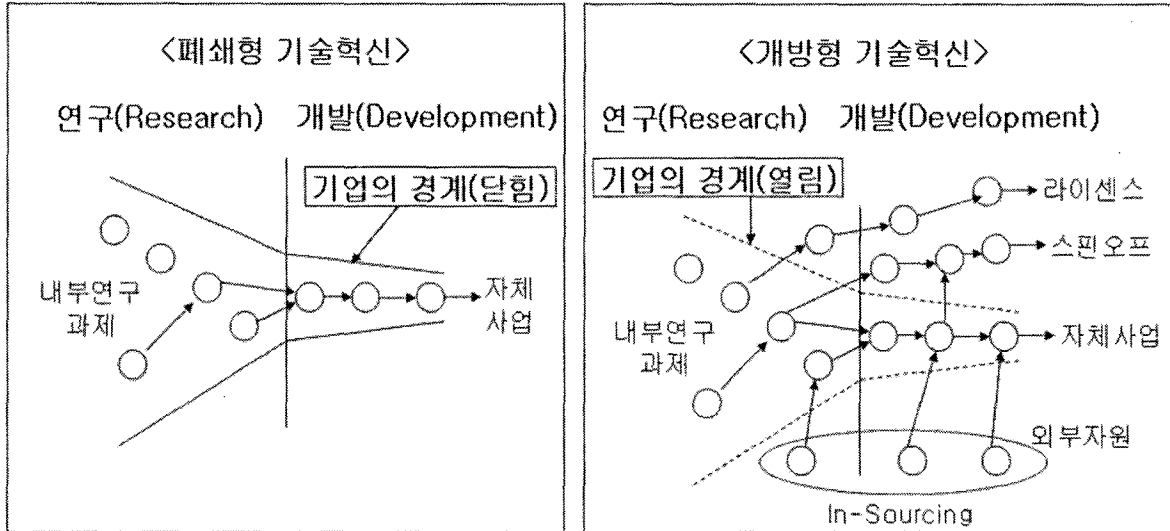 <폐쇄형 기술혁신>
연구(Research) 개발(Development)
기업의 경계(닫힘)
내부연구
과제
자체
사업
<개방형 기술혁신>
연구(Research) 개발(Development)
기업의 경계(열림)
라이센스
스핀오프
내부연구
과제
자체사업
외부자원
In-Sourcing